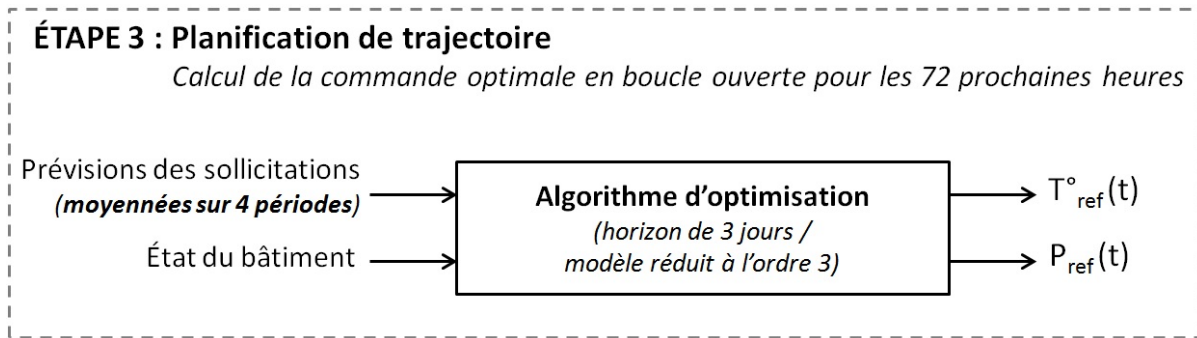 ÉTAPE 3 : Planification de trajectoire
Calcul de la commande optimale en boucle ouverte pour les 72 prochaines heures
Prévisions des sollicitations
(moyennées sur 4 périodes)
État du bâtiment
Algorithme d’optimisation
(horizon de 3 jours /
modèle réduit à l’ordre 3)
T°ref(t)
Pref(t)